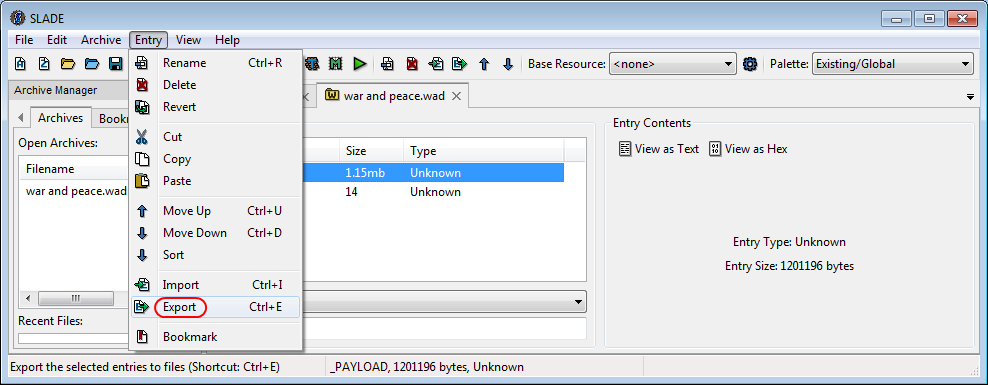 SLADE
File Edit Archive Entry View Help
Base Resource: <none> Palette: Existing/Global
Archive Manager
war and peace.wad
Archives Bookm
Open Archives:
Filename
war and peace.wad
Recent Files:
Rename Ctrl+R
Delete
Revert
Cut
Copy
Paste
Move Up Ctrl+U
Move Down Ctrl+D
Sort
Import Ctrl+I
Export Ctrl+E
Bookmark
Size Type
1.15mb Unknown
14 Unknown
Entry Contents
View as Text View as Hex
Entry Type: Unknown
Entry Size: 1201196 bytes
Export the selected entries to files (Shortcut: Ctrl+E) _PAYLOAD, 1201196 bytes, Unknown